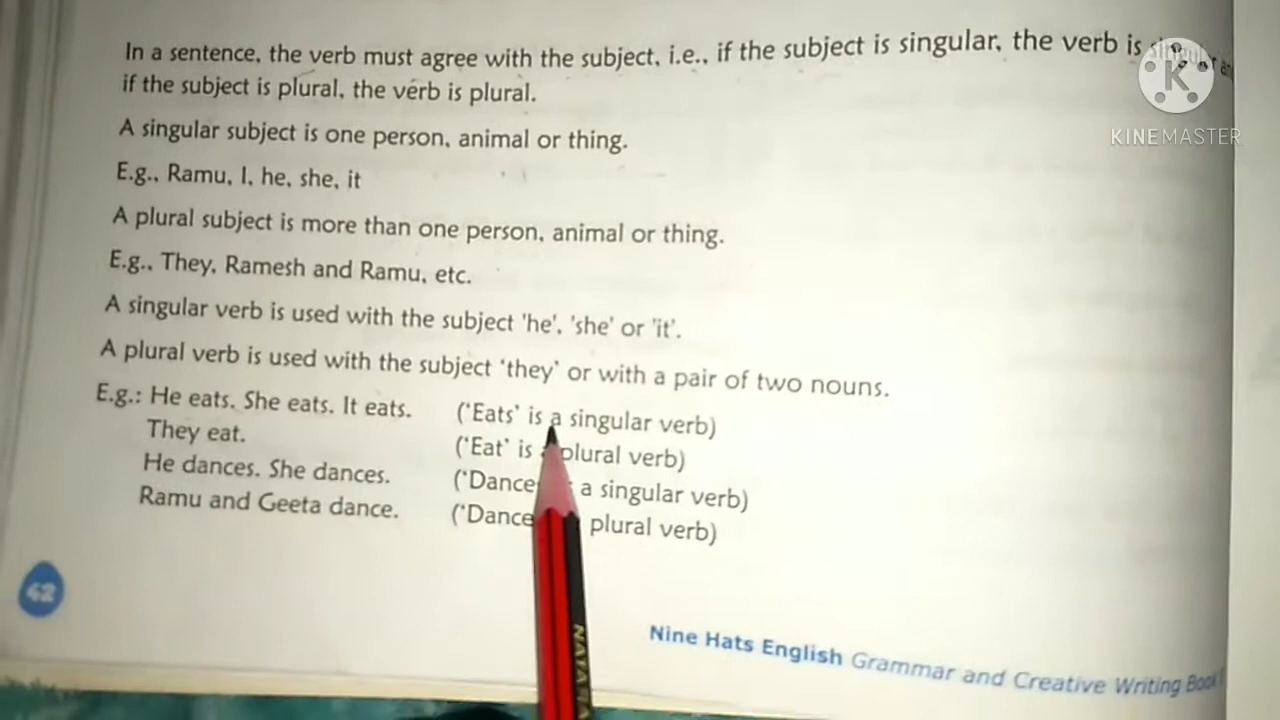 In a sentence, the verb must agree with the subject, i.e., if the subject is singular, the verb is
if the subject is plural, the verb is plural.
A singular subject is one person, animal or thing.
E.g., Ramu, I, he, she, it
A plural subject is more than one person, animal or thing.
E.g., They, Ramesh and Ramu, etc.
A singular verb is used with the subject 'he', 'she' or 'it'.
A plural verb is used with the subject 'they' or with a pair of two nouns.
E.g.: He eats. She eats. It eats. ('Eats' is a singular verb)
They eat. ('Eat' is a plural verb)
He dances. She dances. ('Dance a singular verb)
Ramu and Geeta dance. ('Dance plural verb)
42
Nine Hats English Grammar and Creative Writing Book
K
KINEMASTER
NATA